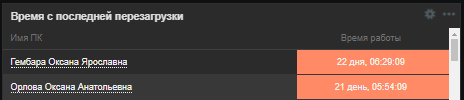 Время с последней перезагрузки
Имя ПК Время работы
Гембара Оксана Ярославна 22 дня, 06:29:09
Орлова Оксана Анатольевна 21 день, 05:54:09